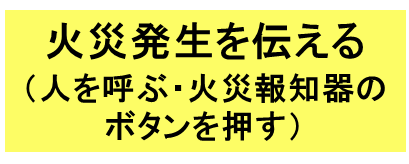 火災発生を伝える
（人を呼ぶ・火災報知器の
ボタンを押す）